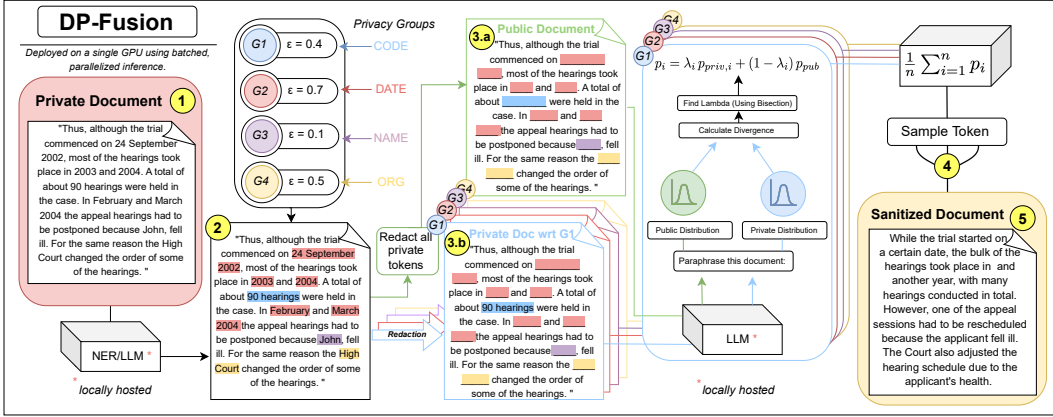 DP-Fusion
Deployed on a single GPU using batched,
parallelized inference.
Private Document
1
"Thus, although the trial
commenced on 24 September
2002, most of the hearings took
place in 2003 and 2004. A total of
about 90 hearings were held in
the case. In February and March
2004 the appeal hearings had to
be postponed because John, fell
ill. For the same reason the High
Court changed the order of some
of the hearings. "
NER/LLM *
* locally hosted
Privacy Groups
G1 ε = 0.4 CODE
G2 ε = 0.7 DATE
G3 ε = 0.1 NAME
G4 ε = 0.5 ORG
2
"Thus, although the trial
commenced on 24 September
2002, most of the hearings took
place in 2003 and 2004. A total of
about 90 hearings were held in
the case. In February and March
2004 the appeal hearings had to
be postponed because John, fell
ill. For the same reason the High
Court changed the order of some
of the hearings. "
Redact all
private
tokens
Redaction
3.a
Public Document
"Thus, although the trial
commenced on
, most of the hearings took
place in and . A total of
about were held in the
case. In and
the appeal hearings had to
be postponed because , fell
ill. For the same reason the
changed the order of
some of the hearings. "
G4
G3
G2
G1
3.b
Private Doc wrt G1
"Thus, although the trial
commenced on
, most of the hearings took
place in and . A total of
about 90 hearings were held in
the case. In and
the appeal hearings had to
be postponed because , fell
ill. For the same reason the
changed the order of
some of the hearings. "
G4
G3
G2
G1
p_i = λ_i p_{priv,i} + (1 − λ_i) p_{pub}
Find Lambda (Using Bisection)
Calculate Divergence
Public Distribution
Private Distribution
Paraphrase this document:
LLM *
* locally hosted
1/n ∑_{i=1}^{n} p_i
Sample Token
4
Sanitized Document
5
While the trial started on
a certain date, the bulk of
the hearings took place in and
another year, with many
hearings conducted in total.
However, one of the appeal
sessions had to be rescheduled
because the applicant fell ill.
The Court also adjusted the
hearing schedule due to the
applicant's health.